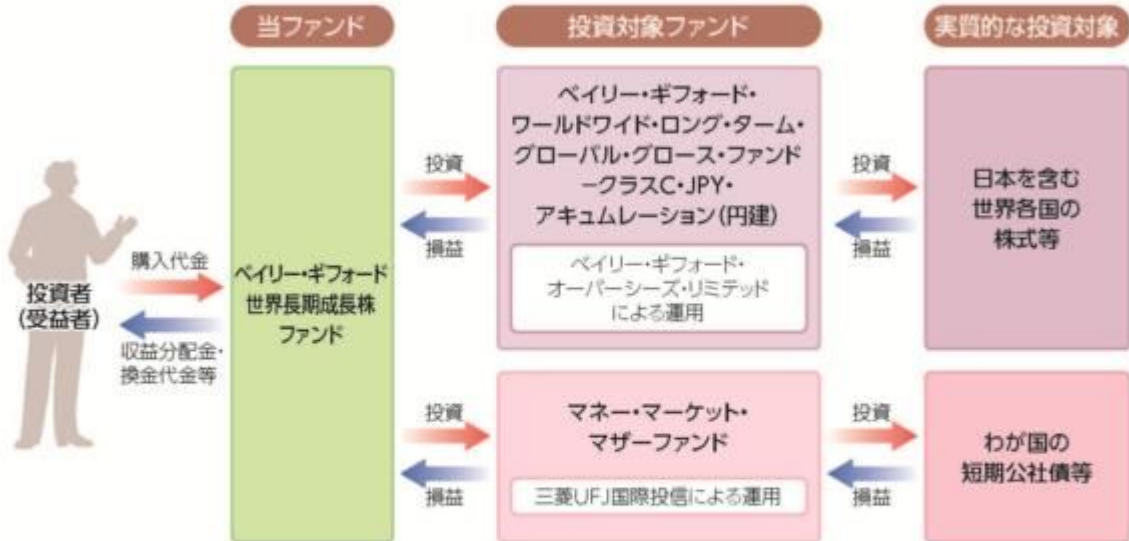 当ファンド
投資対象ファンド
実質的な投資対象
投資者
(受益者)
購入代金
収益分配金・
換金代金等
ベイリー・ギフォード
世界長期成長株
ファンド
投資
損益
ベイリー・ギフォード・
ワールドワイド・ロング・ターム・
グローバル・グロース・ファンド
−クラスC・JPY・
アキュムレーション(円建)
ベイリー・ギフォード・
オーバーシーズ・リミテッド
による運用
投資
損益
日本を含む
世界各国の
株式等
投資
損益
マネー・マーケット・
マザーファンド
三菱UFJ国際投信による運用
投資
損益
わが国の
短期公社債等